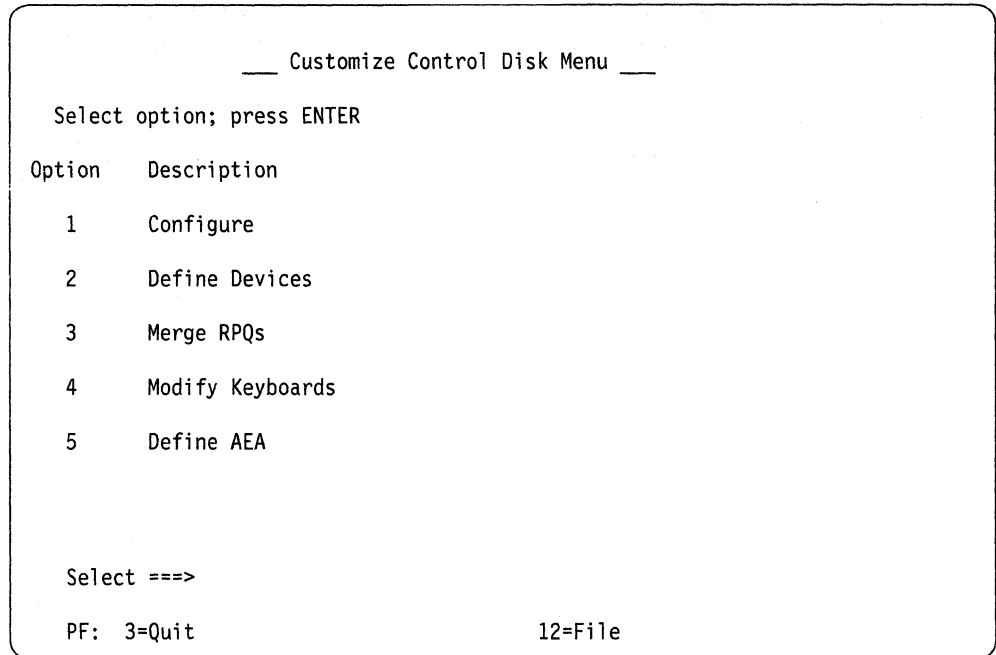 ___ Customize Control Disk Menu ___
Select option; press ENTER
Option Description
1 Configure
2 Define Devices
3 Merge RPQs
4 Modify Keyboards
5 Define AEA
Select ===>
PF: 3=Quit 12=File